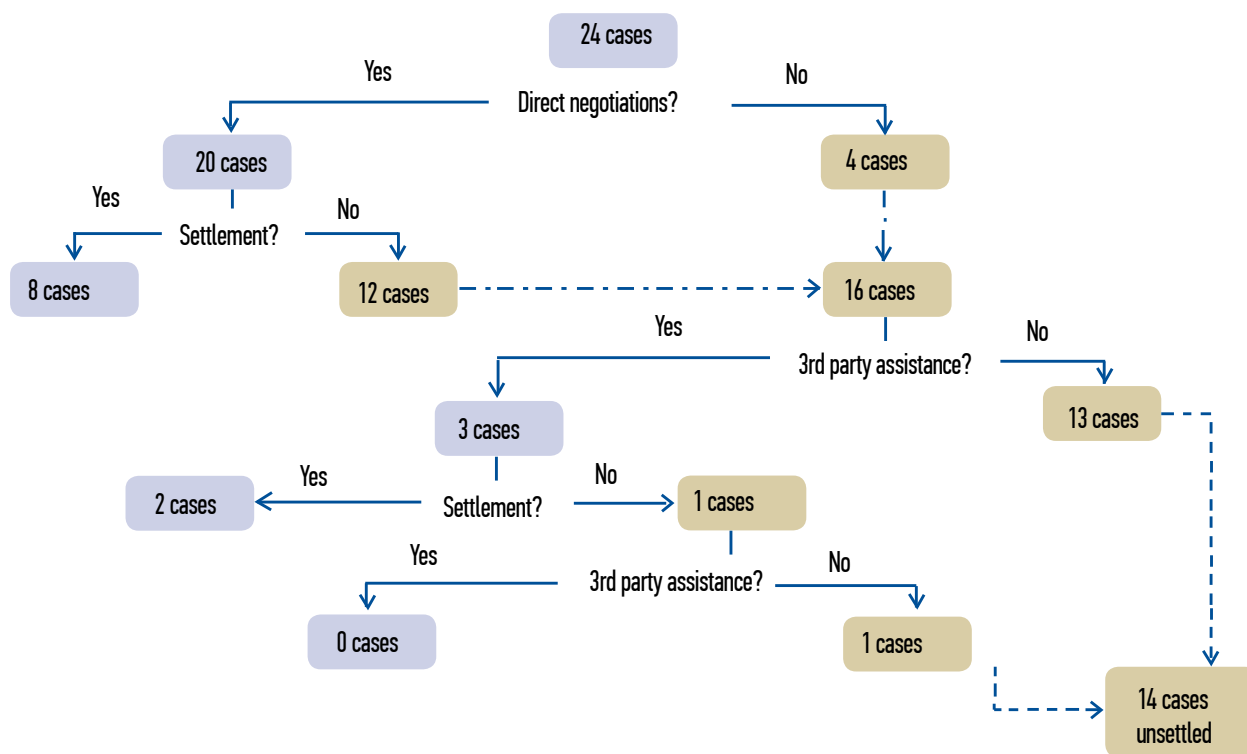 24 cases
Yes
Direct negotiations?
No
20 cases
4 cases
Yes
Settlement?
No
8 cases
12 cases
16 cases
Yes
3rd party assistance?
No
3 cases
13 cases
Yes
Settlement?
No
2 cases
1 cases
Yes
3rd party assistance?
No
0 cases
1 cases
14 cases
unsettled